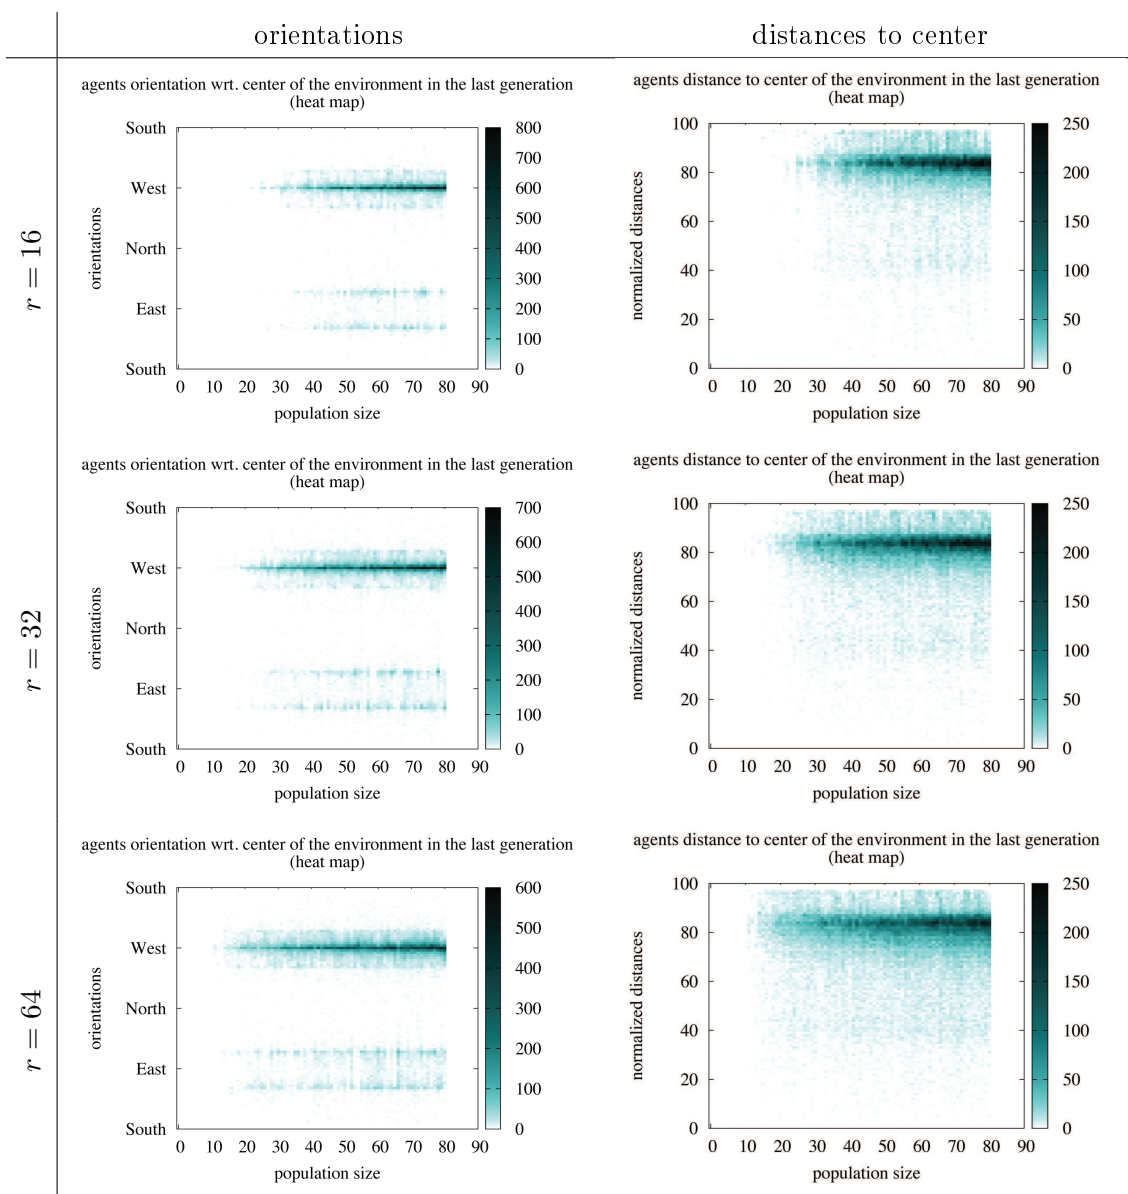 orientations
distances to center
r = 16
agents orientation wrt. center of the environment in the last generation
(heat map)
South
West
North
East
South
orientations
0 10 20 30 40 50 60 70 80 90
population size
800
700
600
500
400
300
200
100
0
agents distance to center of the environment in the last generation
(heat map)
100
80
60
40
20
0
normalized distances
0 10 20 30 40 50 60 70 80 90
population size
250
200
150
100
50
0
r = 32
agents orientation wrt. center of the environment in the last generation
(heat map)
South
West
North
East
South
orientations
0 10 20 30 40 50 60 70 80 90
population size
700
600
500
400
300
200
100
0
agents distance to center of the environment in the last generation
(heat map)
100
80
60
40
20
0
normalized distances
0 10 20 30 40 50 60 70 80 90
population size
250
200
150
100
50
0
r = 64
agents orientation wrt. center of the environment in the last generation
(heat map)
South
West
North
East
South
orientations
0 10 20 30 40 50 60 70 80 90
population size
600
500
400
300
200
100
0
agents distance to center of the environment in the last generation
(heat map)
100
80
60
40
20
0
normalized distances
0 10 20 30 40 50 60 70 80 90
population size
250
200
150
100
50
0